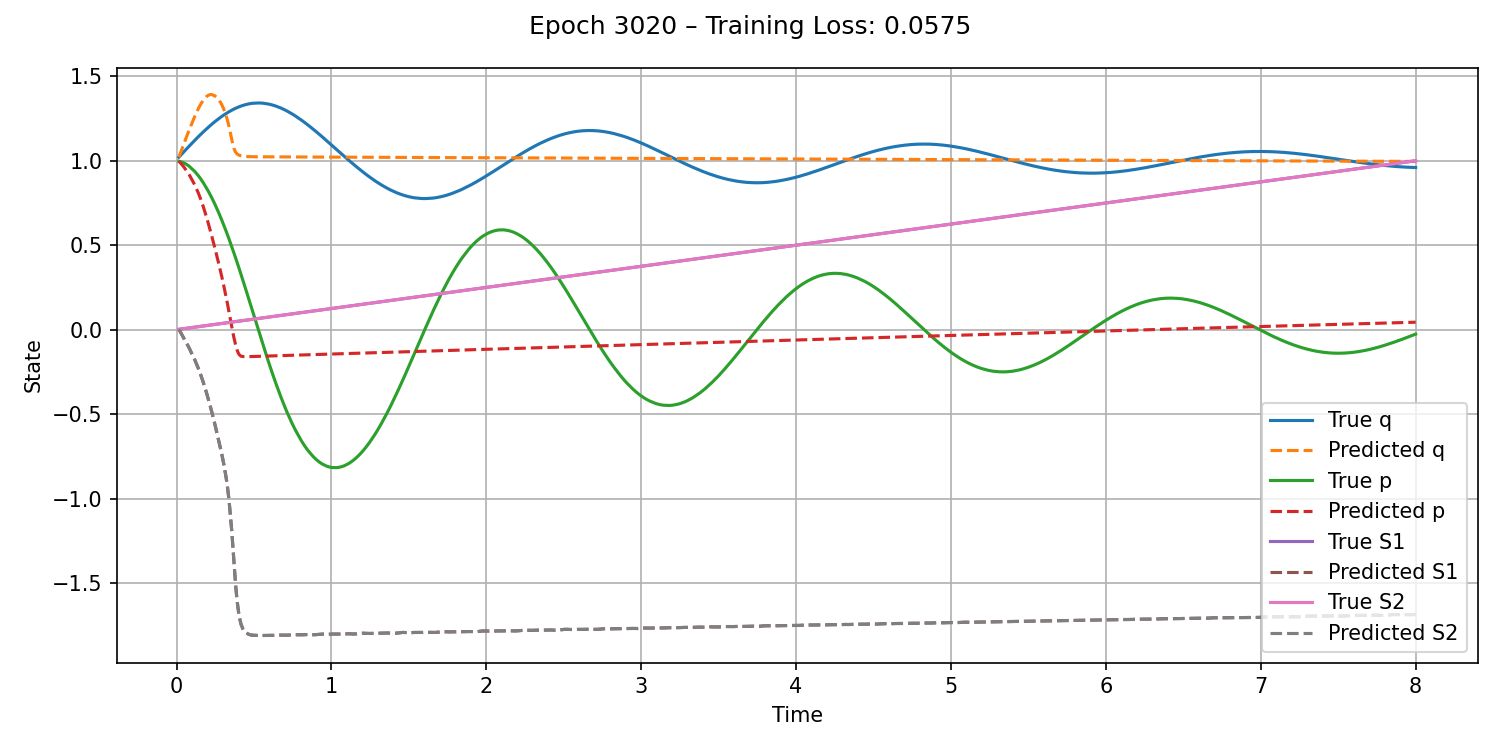 Epoch 3020 – Training Loss: 0.0575
1.5
1.0
0.5
0.0
−0.5
−1.0
−1.5
State
0 1 2 3 4 5 6 7 8
Time
True q
Predicted q
True p
Predicted p
True S1
Predicted S1
True S2
Predicted S2